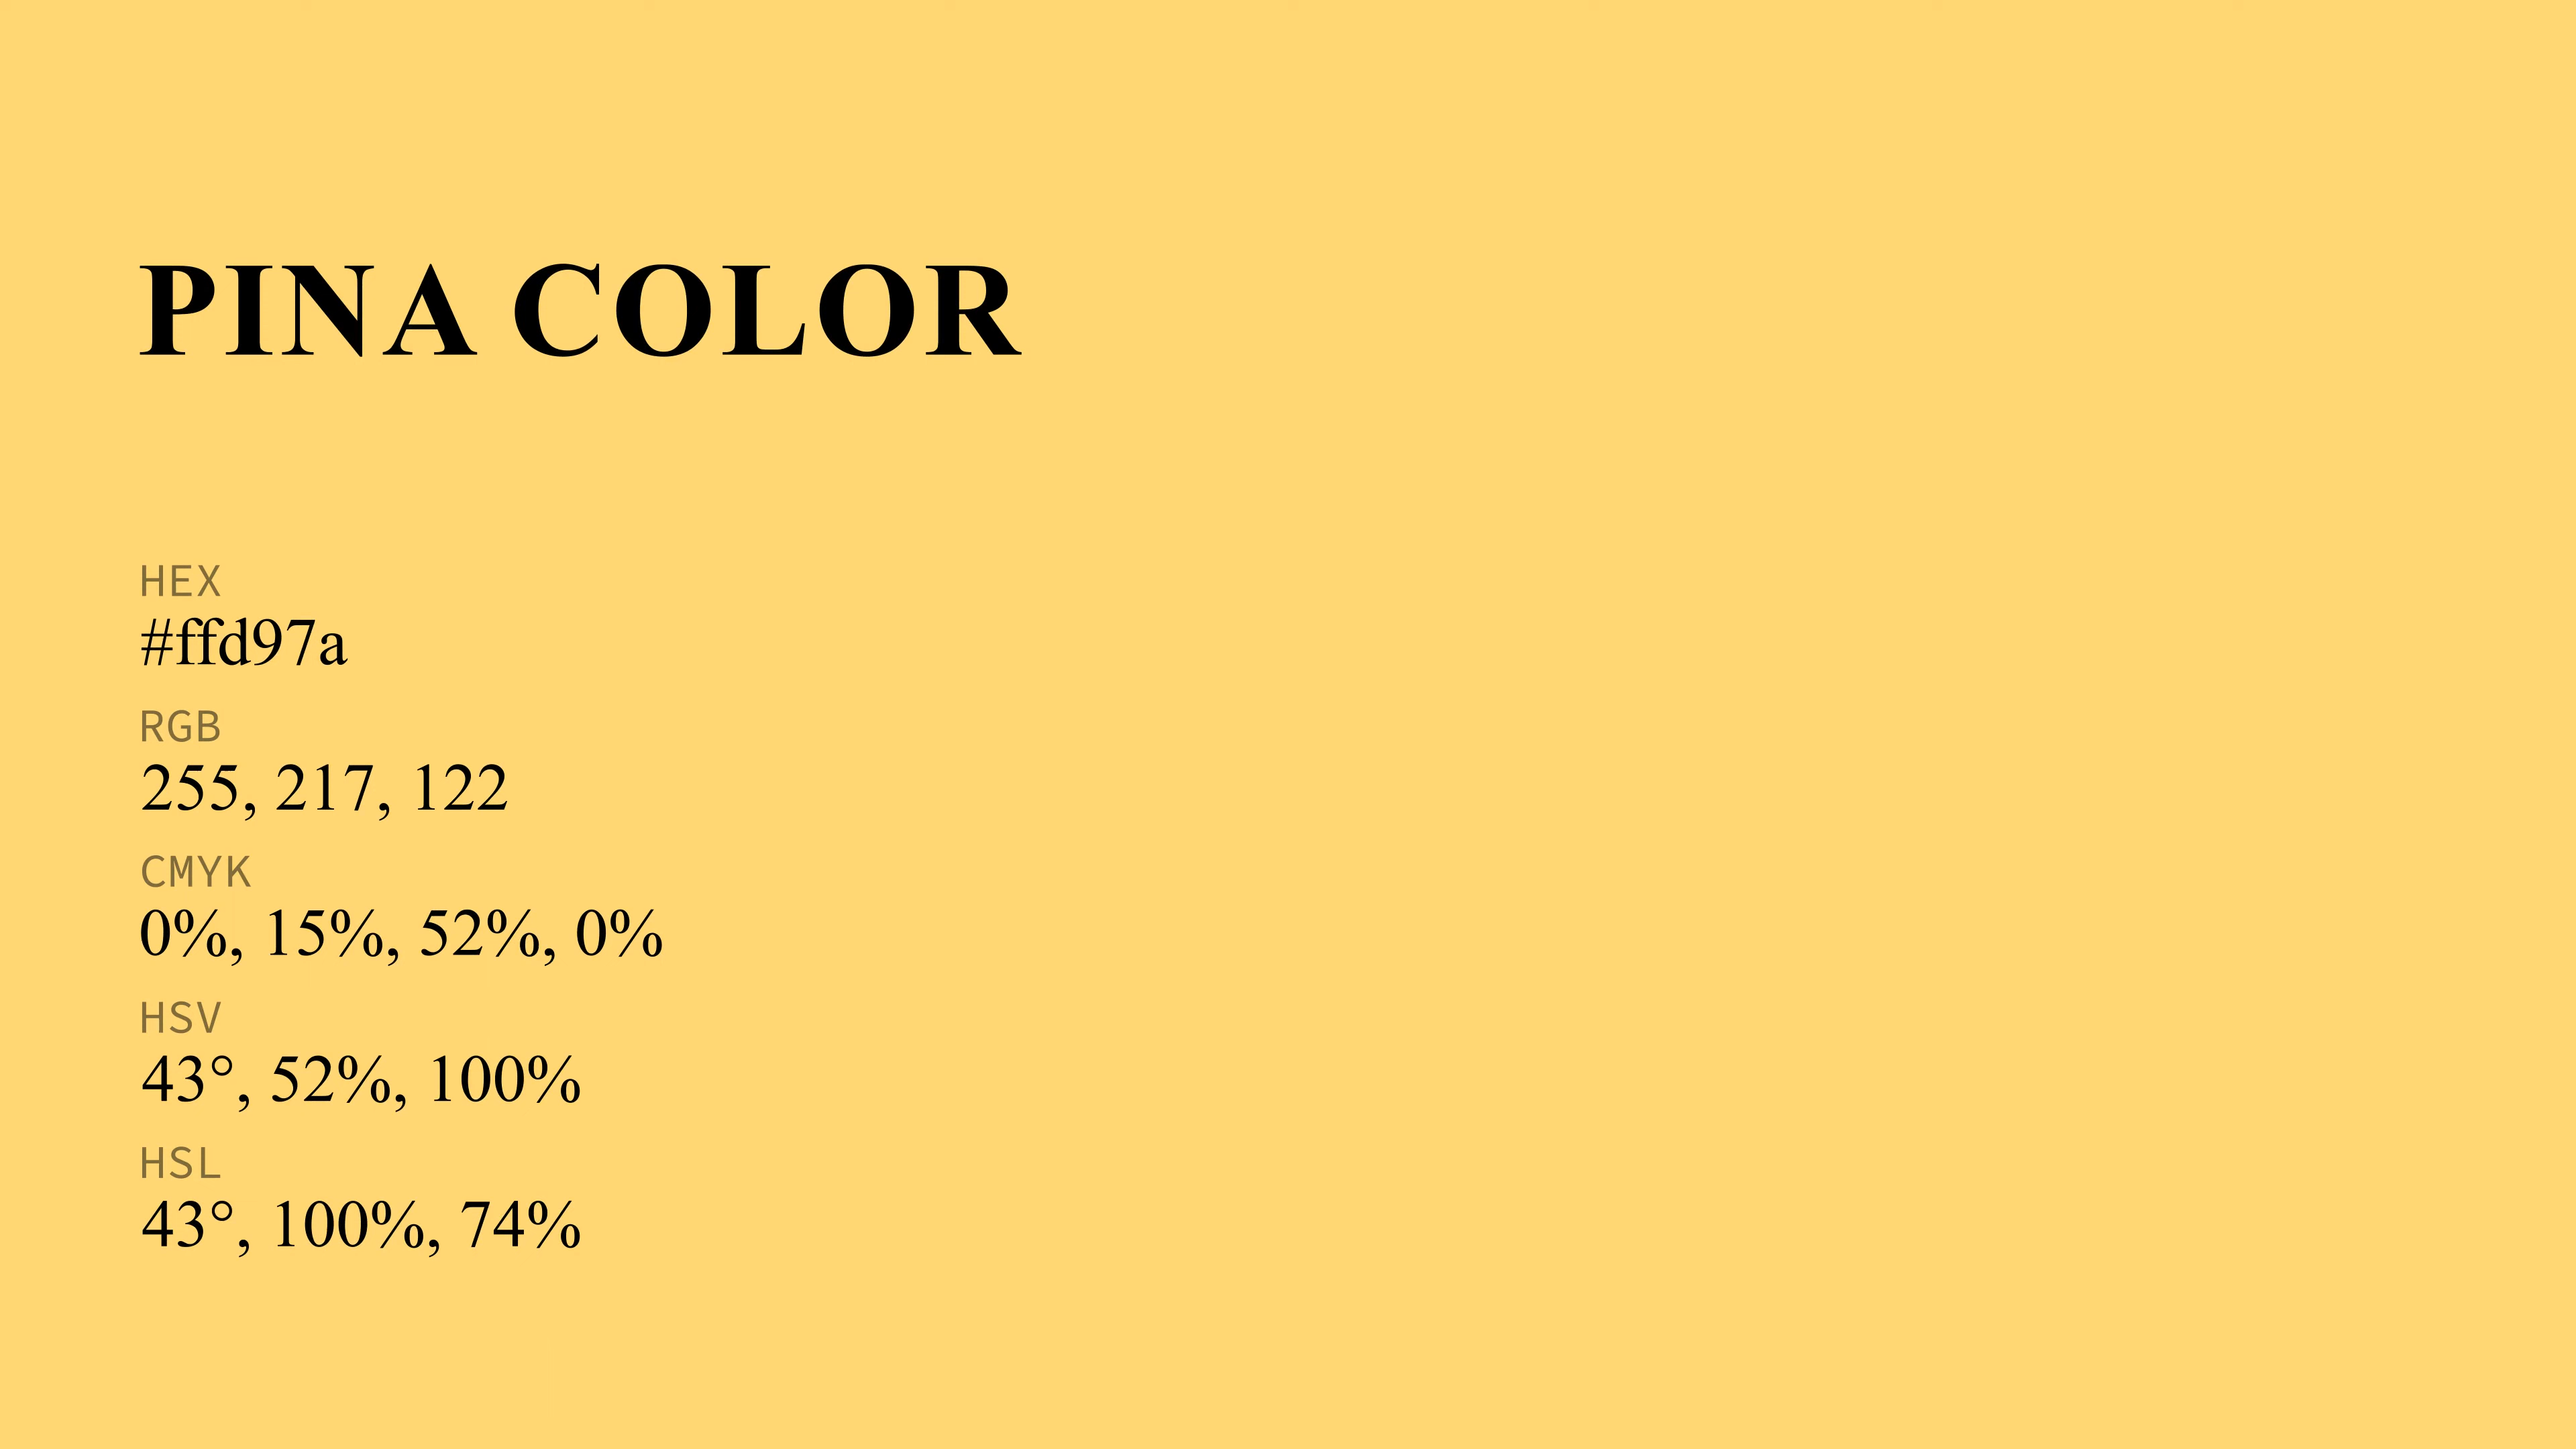 PINA COLOR
HEX
#ffd97a
RGB
255, 217, 122
CMYK
0%, 15%, 52%, 0%
HSV
43°, 52%, 100%
HSL
43°, 100%, 74%